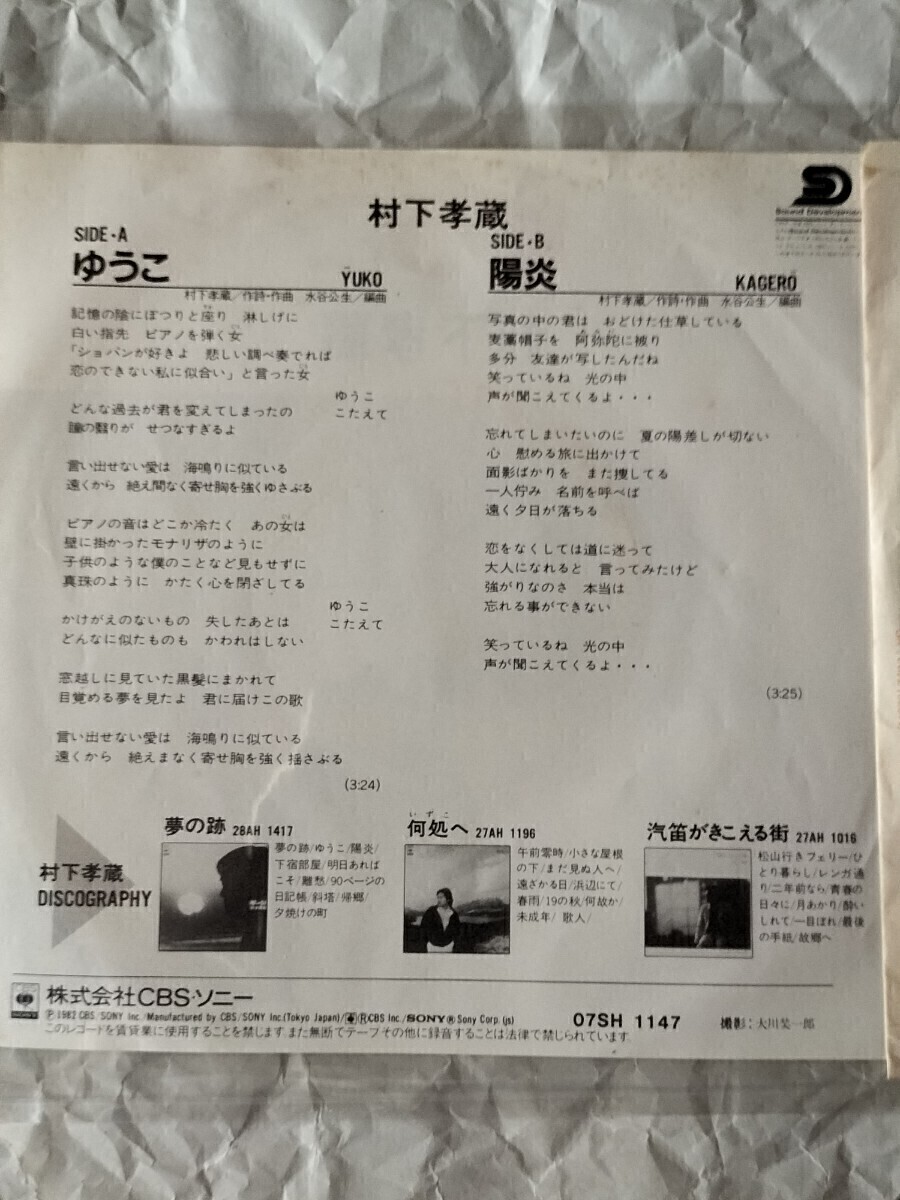 村下孝蔵
SIDE・A
ゆうこ
YUKO
村下孝蔵/作詩・作曲 水谷公生/編曲
記憶の陰にぽつりと座り 淋しげに
白い指先 ピアノを弾く女
「ショパンが好きよ 悲しい調べ奏でれば
恋のできない私に似合い」と言った女
ゆうこ
どんな過去が君を変えてしまったの こたえて
瞳の翳りが せつなすぎるよ
言い出せない愛は 海鳴りに似ている
遠くから 絶え間なく寄せ胸を強くゆさぶる
ピアノの音はどこか冷たく あの女は
壁に掛かったモナリザのように
子供のような僕のことなど見もせずに
真珠のように かたく心を閉ざしてる
ゆうこ
かけがえのないもの 失したあとは こたえて
どんなに似たものも かわれはしない
窓越しに見ていた黒髪にまかれて
目覚める夢を見たよ 君に届けこの歌
言い出せない愛は 海鳴りに似ている
遠くから 絶えまなく寄せ胸を強く揺さぶる
(3:24)
SIDE・B
陽炎
KAGERŌ
村下孝蔵/作詩・作曲 水谷公生/編曲
写真の中の君は おどけた仕草している
麦藁帽子を 阿弥陀に被り
多分 友達が写したんだね
笑っているね 光の中
声が聞こえてくるよ・・・
忘れてしまいたいのに 夏の陽差しが切ない
心 慰める旅に出かけて
面影ばかりを また捜してる
一人佇み 名前を呼べば
遠く夕日が落ちる
恋をなくしては道に迷って
大人になれると 言ってみたけど
強がりなのさ 本当は
忘れる事ができない
笑っているね 光の中
声が聞こえてくるよ・・・
(3:25)
SD
Sound Developmen
村下孝蔵
DISCOGRAPHY
夢の跡 28AH 1417
夢の跡/ゆうこ/陽炎/
下宿部屋/明日あれば
こそ/離愁/90ページの
日記帳/斜塔/帰郷/
夕焼けの町
いずこ
何処へ 27AH 1196
午前零時/小さな屋根
の下/まだ見ぬ人へ/
遠ざかる日/浜辺にて/
春雨/19の秋/何故か/
未成年/ 歌人/
汽笛がきこえる街 27AH 1016
松山行きフェリー/ひ
とり暮らし/レンガ通
り/二年前なら/青春の
日々に/月あかり/酔い
しれて/一目ぼれ/最後
の手紙/故郷へ
株式会社CBS・ソニー
Ⓟ 1982 CBS/SONY Inc./Manufactured by CBS/SONY Inc.(Tokyo Japan)/ⓇCBS Inc./SONY® Sony Corp.(js)
このレコードを賃貸業に使用することを禁じます。また無断でテープその他に録音することは法律で禁じられています。
07SH 1147
撮影：大川奘一郎